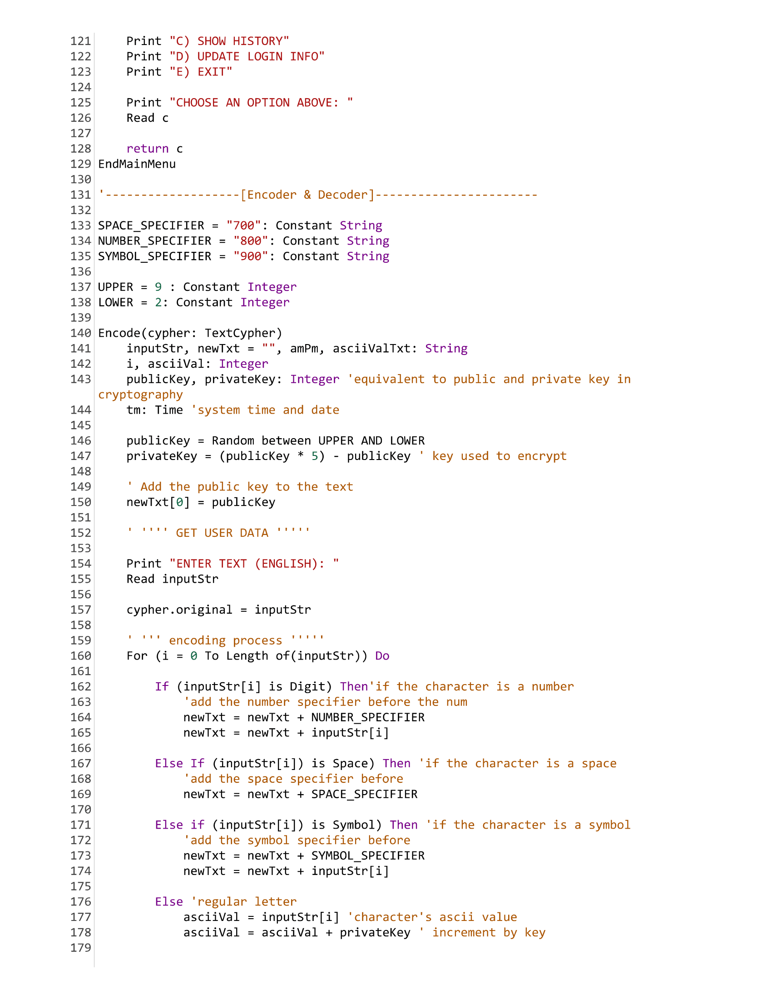 121     Print "C) SHOW HISTORY"
122     Print "D) UPDATE LOGIN INFO"
123     Print "E) EXIT"
124
125     Print "CHOOSE AN OPTION ABOVE: "
126     Read c
127
128     return c
129 EndMainMenu
130
131 '-------------------[Encoder & Decoder]-----------------------
132
133 SPACE_SPECIFIER = "700": Constant String
134 NUMBER_SPECIFIER = "800": Constant String
135 SYMBOL_SPECIFIER = "900": Constant String
136
137 UPPER = 9 : Constant Integer
138 LOWER = 2: Constant Integer
139
140 Encode(cypher: TextCypher)
141     inputStr, newTxt = "", amPm, asciiValTxt: String
142     i, asciiVal: Integer
143     publicKey, privateKey: Integer 'equivalent to public and private key in
cryptography
144     tm: Time 'system time and date
145
146     publicKey = Random between UPPER AND LOWER
147     privateKey = (publicKey * 5) - publicKey ' key used to encrypt
148
149     ' Add the public key to the text
150     newTxt[0] = publicKey
151
152     ' '''' GET USER DATA '''''
153
154     Print "ENTER TEXT (ENGLISH): "
155     Read inputStr
156
157     cypher.original = inputStr
158
159     ' ''' encoding process '''''
160     For (i = 0 To Length of(inputStr)) Do
161
162         If (inputStr[i] is Digit) Then'if the character is a number
163             'add the number specifier before the num
164             newTxt = newTxt + NUMBER_SPECIFIER
165             newTxt = newTxt + inputStr[i]
166
167         Else If (inputStr[i]) is Space) Then 'if the character is a space
168             'add the space specifier before
169             newTxt = newTxt + SPACE_SPECIFIER
170
171         Else if (inputStr[i]) is Symbol) Then 'if the character is a symbol
172             'add the symbol specifier before
173             newTxt = newTxt + SYMBOL_SPECIFIER
174             newTxt = newTxt + inputStr[i]
175
176         Else 'regular letter
177             asciiVal = inputStr[i] 'character's ascii value
178             asciiVal = asciiVal + privateKey ' increment by key
179